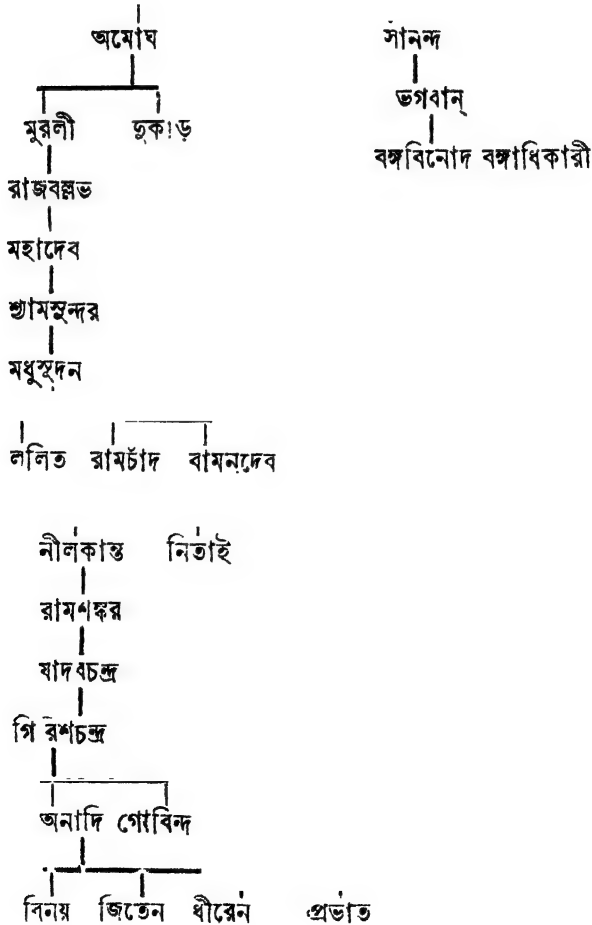 অমোঘ সানন্দ
ভগবান্
মুরলী দুকড়ি
বঙ্গবিনোদ বঙ্গাধিকারী
রাজবল্লভ
মহাদেব
শ্যামসুন্দর
মধুসূদন
ললিত রামচাঁদ বামনদেব
নীলকান্ত নিতাই
রামশঙ্কর
যাদবচন্দ্র
গিরিশচন্দ্র
অনাদি গোবিন্দ
বিনয় জিতেন ধীরেন প্রভাত